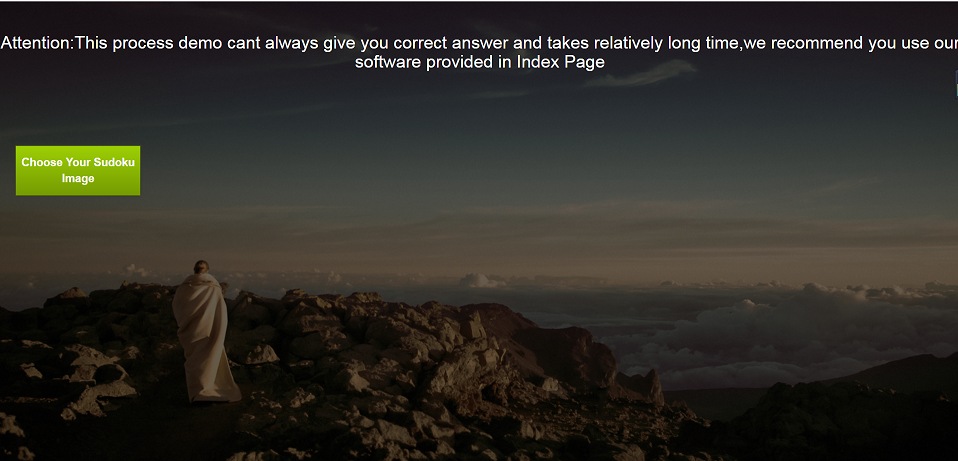 Attention:This process demo cant always give you correct answer and takes relatively long time,we recommend you use our
software provided in Index Page
Choose Your Sudoku
Image